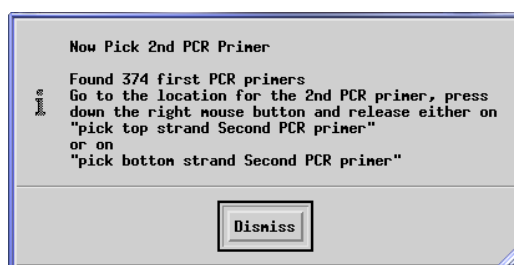 Now Pick 2nd PCR Primer
Found 374 first PCR primers
Go to the location for the 2nd PCR primer, press
down the right mouse button and release either on
"pick top strand Second PCR primer"
or on
"pick bottom strand Second PCR primer"
Dismiss